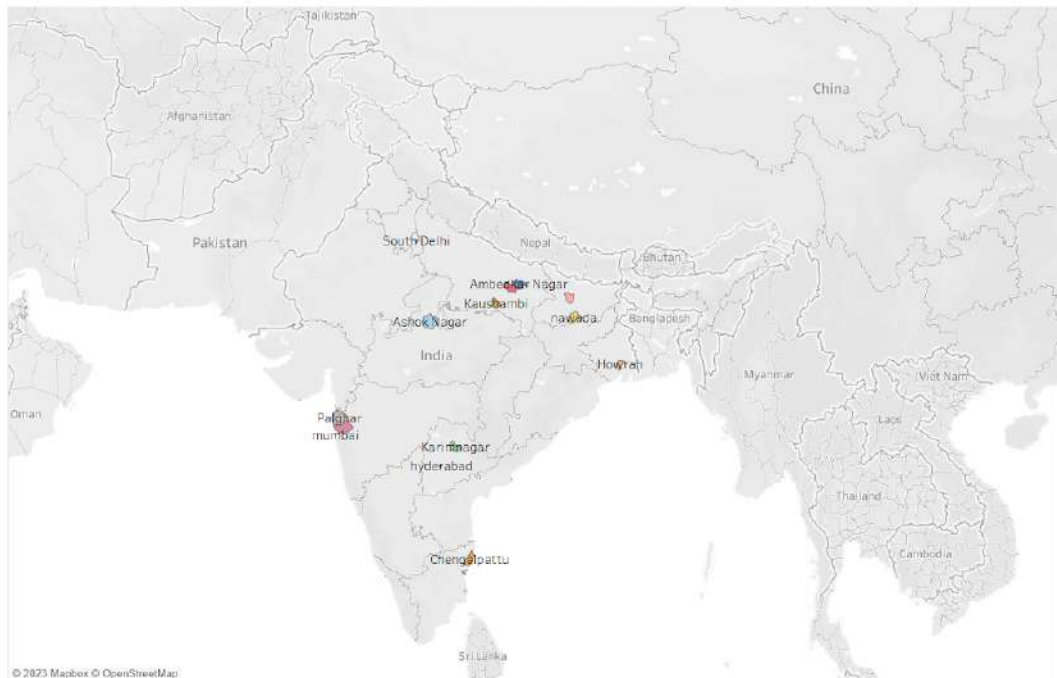 Tajikistan
China
Afghanistan
Pakistan
South Delhi
Nepal
Bhutan
Ambedkar Nagar
Kaushambi
nawada
Bangladesh
Ashok Nagar
India
Howrah
Myanmar
Viet Nam
Oman
Laos
Palghar
mumbai
Karimnagar
hyderabad
Thailand
Chengalpattu
Cambodia
Sri Lanka
© 2023 Mapbox © OpenStreetMap